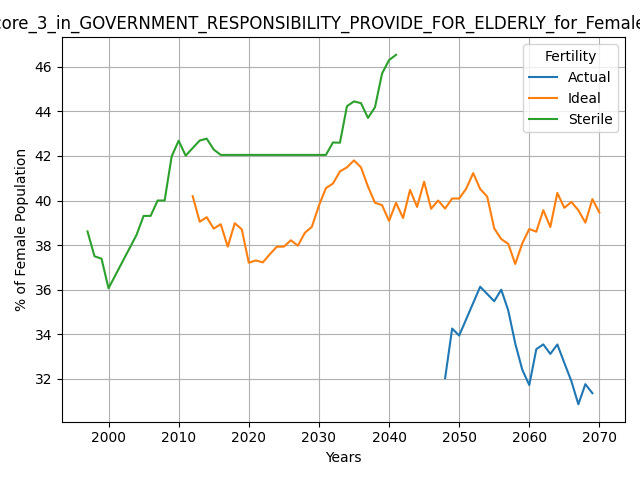 core_3_in_GOVERNMENT_RESPONSIBILITY_PROVIDE_FOR_ELDERLY_for_Female
Fertility
Actual
Ideal
Sterile
% of Female Population
46
44
42
40
38
36
34
32
2000 2010 2020 2030 2040 2050 2060 2070
Years